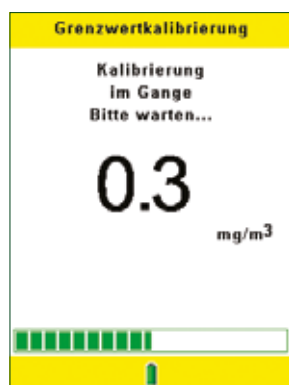 Grenzwertkalibrierung
Kalibrierung
im Gange
Bitte warten...
0.3
mg/m³